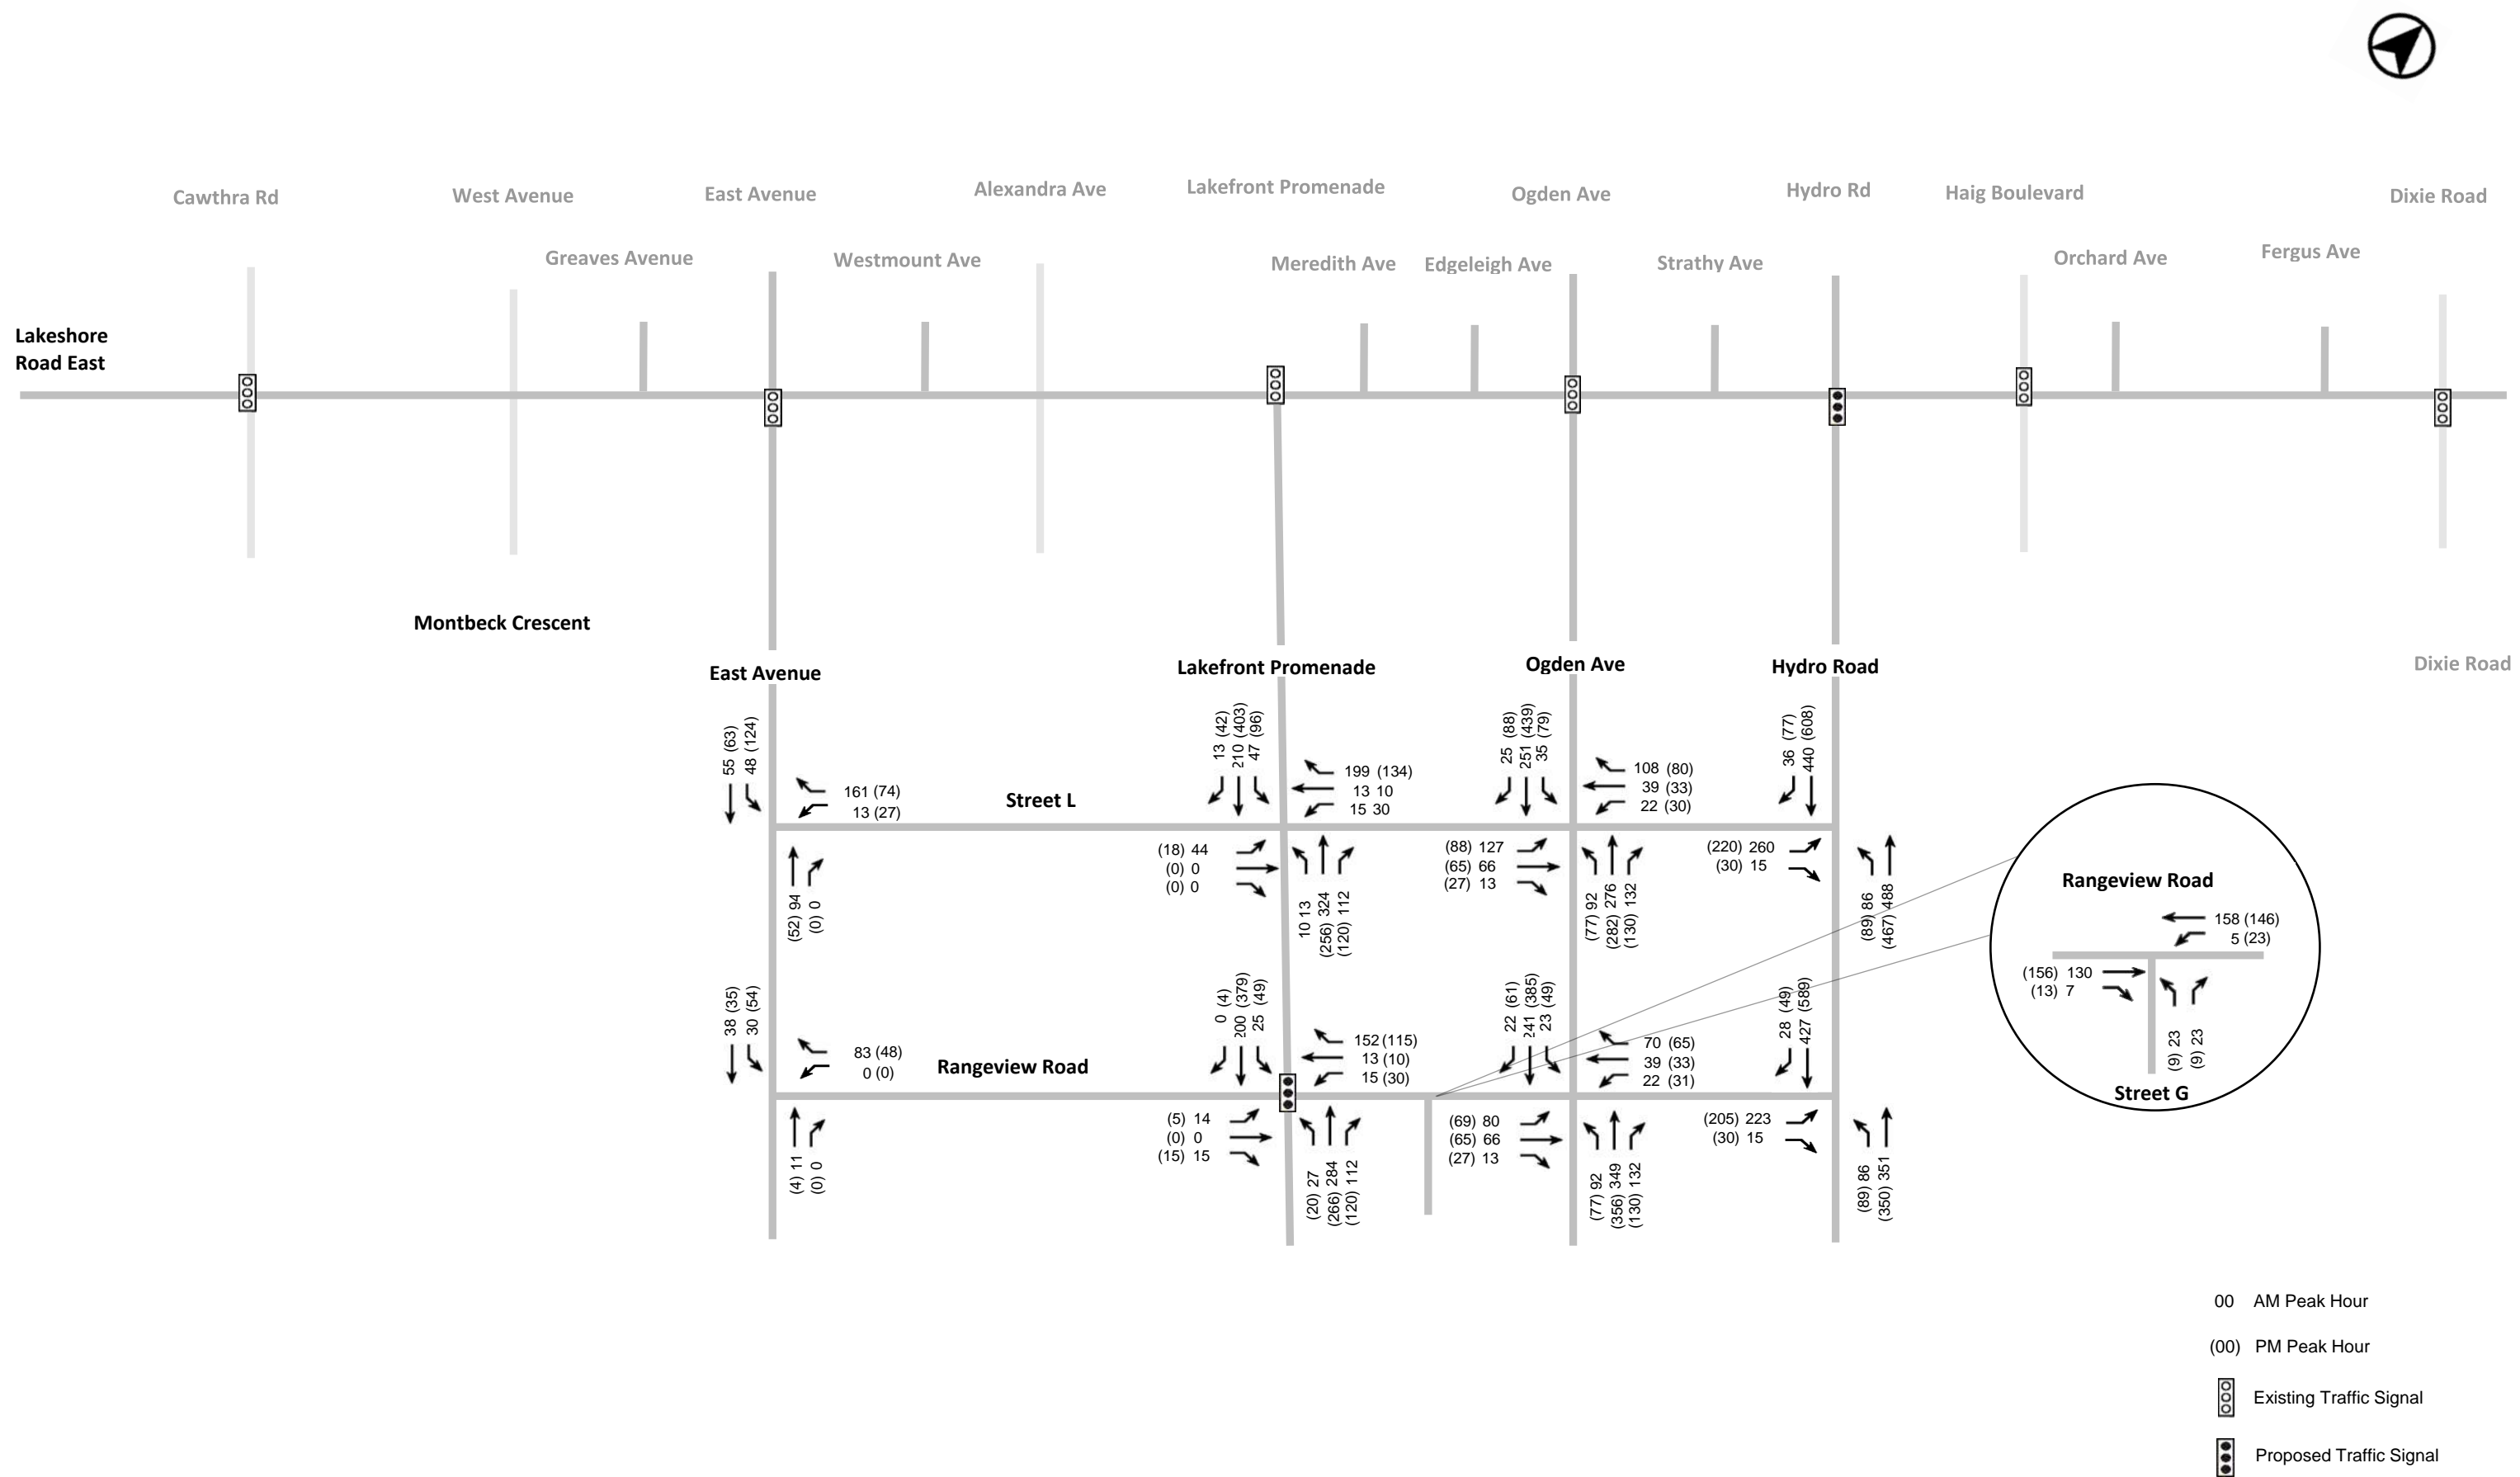 Cawthra Rd
West Avenue
East Avenue
Alexandra Ave
Lakefront Promenade
Ogden Ave
Hydro Rd
Haig Boulevard
Dixie Road
Greaves Avenue
Westmount Ave
Meredith Ave
Edgeleigh Ave
Strathy Ave
Orchard Ave
Fergus Ave
Lakeshore
Road East
Montbeck Crescent
East Avenue
Lakefront Promenade
Ogden Ave
Hydro Road
Dixie Road
55 (63)
48 (124)
161 (74)
13 (27)
Street L
13 (42)
210 (403)
47 (96)
199 (134)
13 10
15 30
25 (88)
251 (439)
35 (79)
108 (80)
39 (33)
22 (30)
36 (77)
440 (608)
(52) 94
(0) 0
(18) 44
(0) 0
(0) 0
10 13
(256) 324
(120) 112
(88) 127
(65) 66
(27) 13
(77) 92
(282) 276
(130) 132
(220) 260
(30) 15
(89) 86
(467) 488
Rangeview Road
158 (146)
5 (23)
(156) 130
(13) 7
(9) 23
(9) 23
Street G
38 (35)
30 (54)
83 (48)
0 (0)
Rangeview Road
0 (4)
200 (379)
25 (49)
152 (115)
13 (10)
15 (30)
22 (61)
241 (385)
23 (49)
70 (65)
39 (33)
22 (31)
28 (49)
427 (589)
(4) 11
(0) 0
(5) 14
(0) 0
(15) 15
(20) 27
(266) 284
(120) 112
(69) 80
(65) 66
(27) 13
(77) 92
(356) 349
(130) 132
(205) 223
(30) 15
(89) 86
(350) 351
00 AM Peak Hour
(00) PM Peak Hour
Existing Traffic Signal
Proposed Traffic Signal